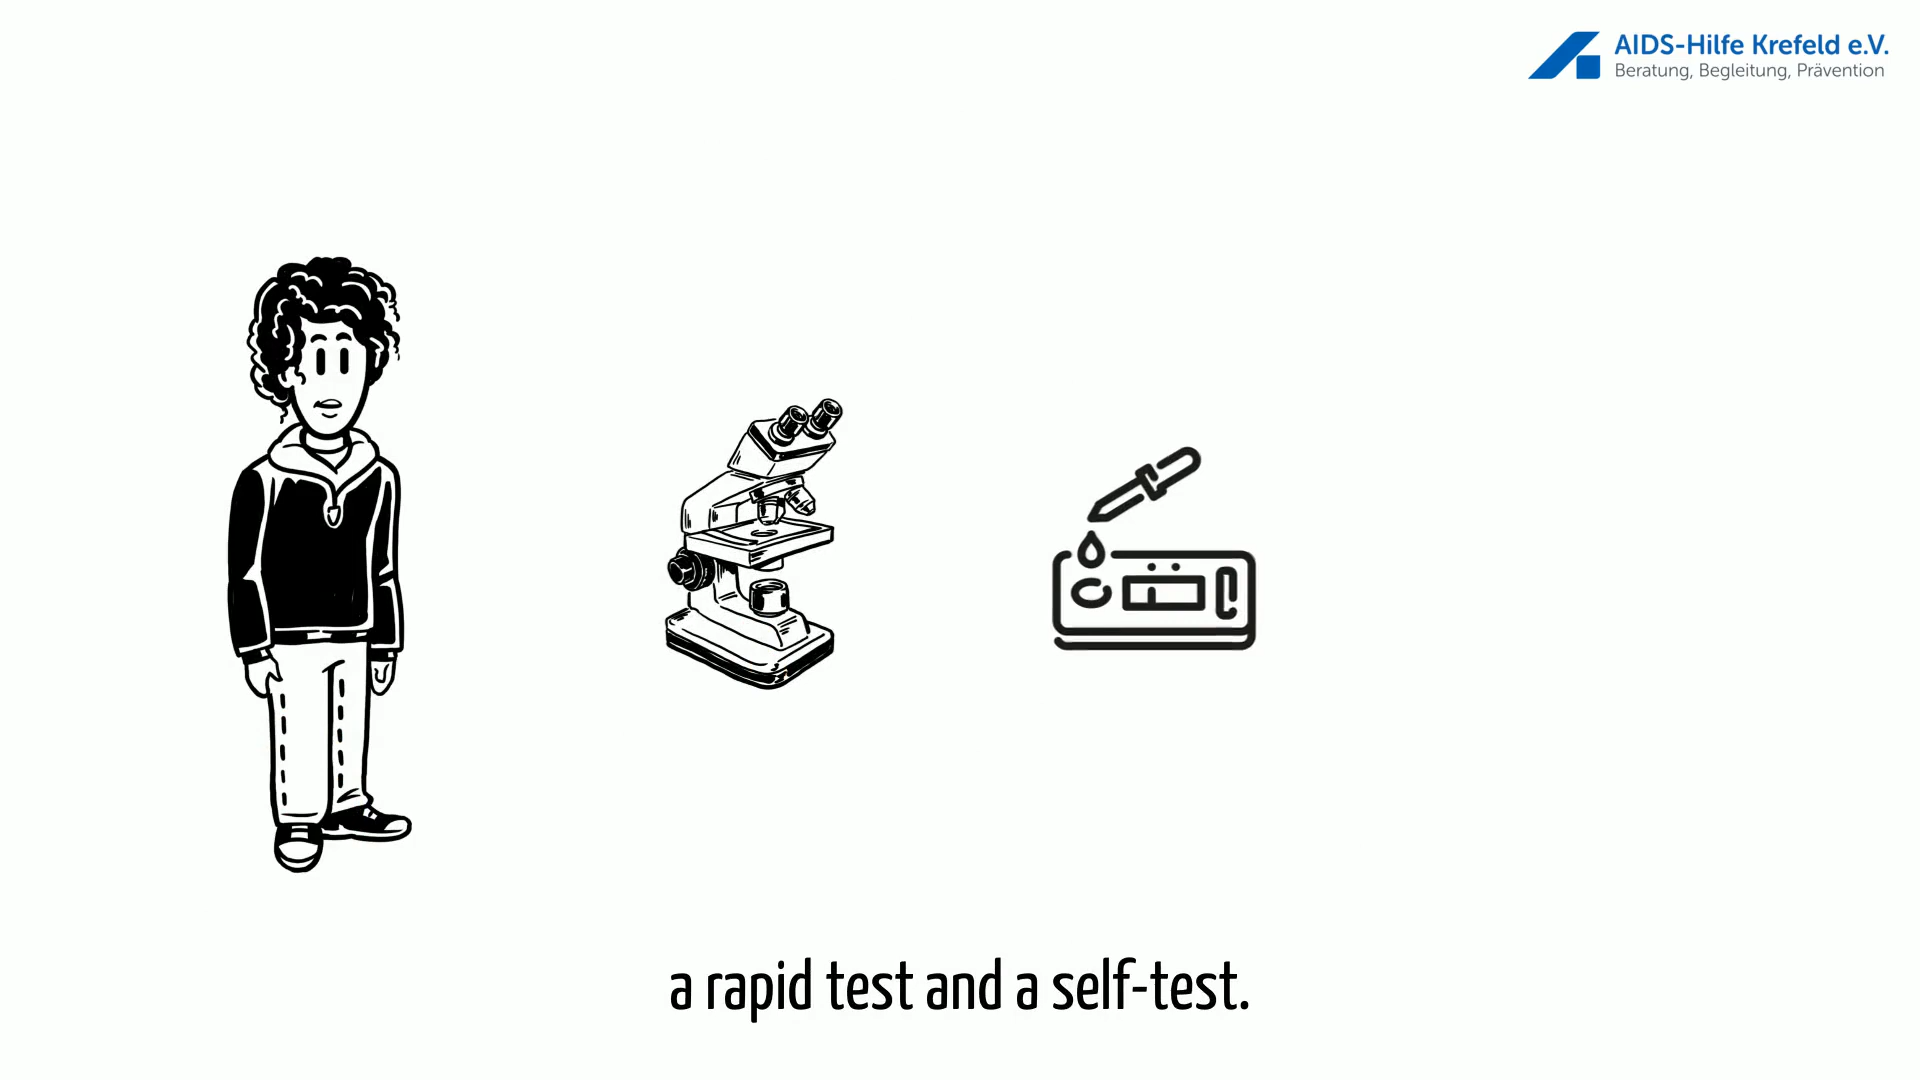 AIDS-Hilfe Krefeld e.V.
Beratung, Begleitung, Prävention
a rapid test and a self-test.